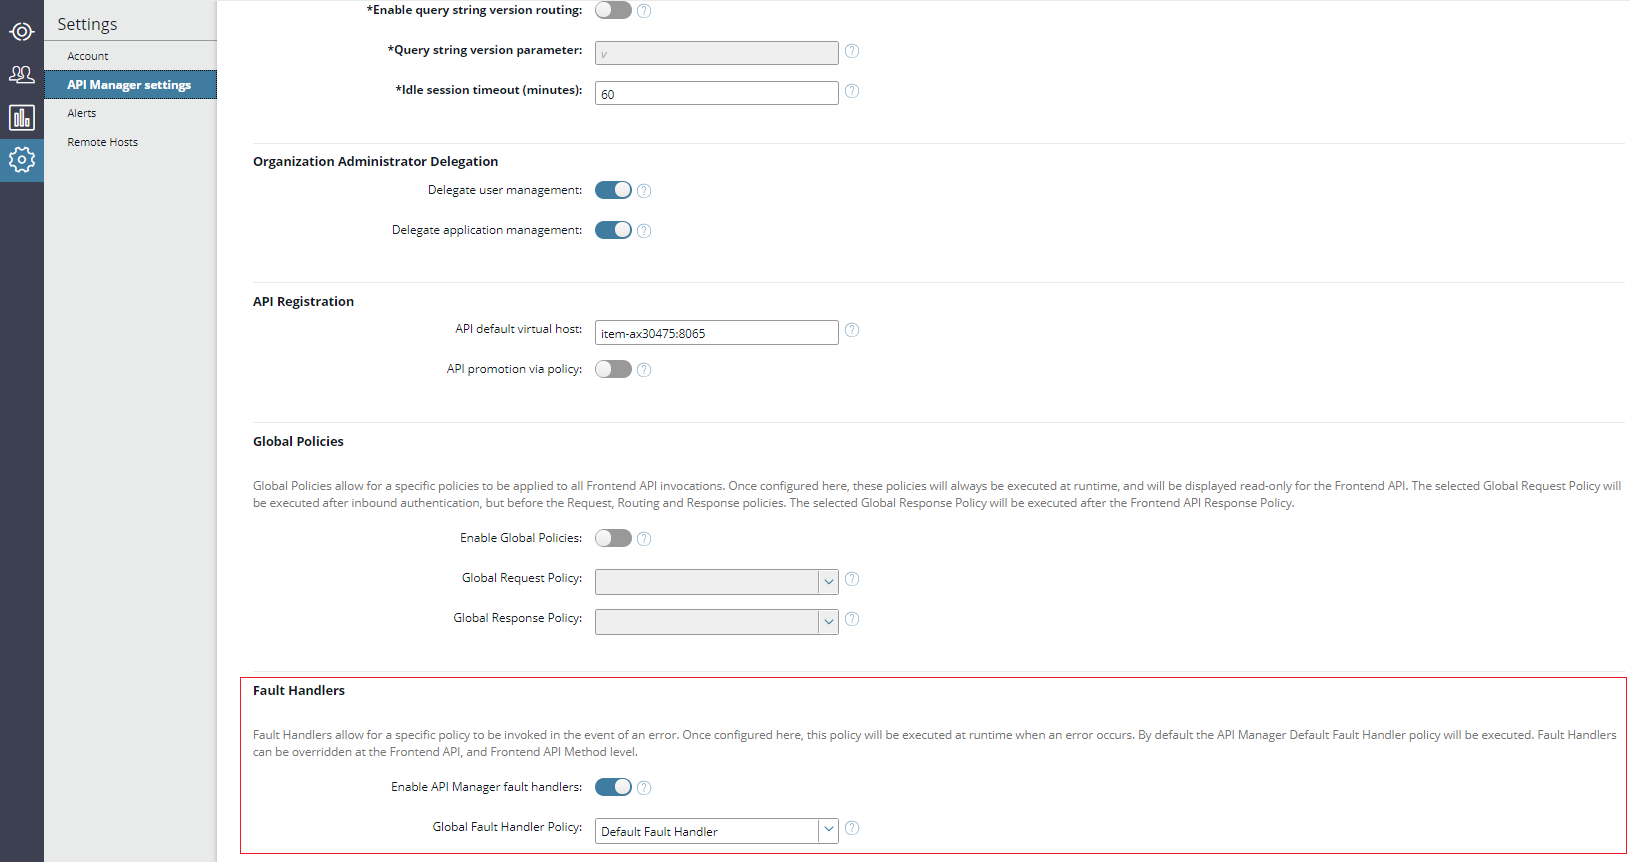 Settings
Account
API Manager settings
Alerts
Remote Hosts
*Enable query string version routing: ?
*Query string version parameter: v ?
*Idle session timeout (minutes): 60 ?
Organization Administrator Delegation
Delegate user management: ?
Delegate application management: ?
API Registration
API default virtual host: item-ax30475:8065 ?
API promotion via policy: ?
Global Policies
Global Policies allow for a specific policies to be applied to all Frontend API invocations. Once configured here, these policies will always be executed at runtime, and will be displayed read-only for the Frontend API. The selected Global Request Policy will
be executed after inbound authentication, but before the Request, Routing and Response policies. The selected Global Response Policy will be executed after the Frontend API Response Policy.
Enable Global Policies: ?
Global Request Policy: ?
Global Response Policy: ?
Fault Handlers
Fault Handlers allow for a specific policy to be invoked in the event of an error. Once configured here, this policy will be executed at runtime when an error occurs. By default the API Manager Default Fault Handler policy will be executed. Fault Handlers
can be overridden at the Frontend API, and Frontend API Method level.
Enable API Manager fault handlers: ?
Global Fault Handler Policy: Default Fault Handler ?